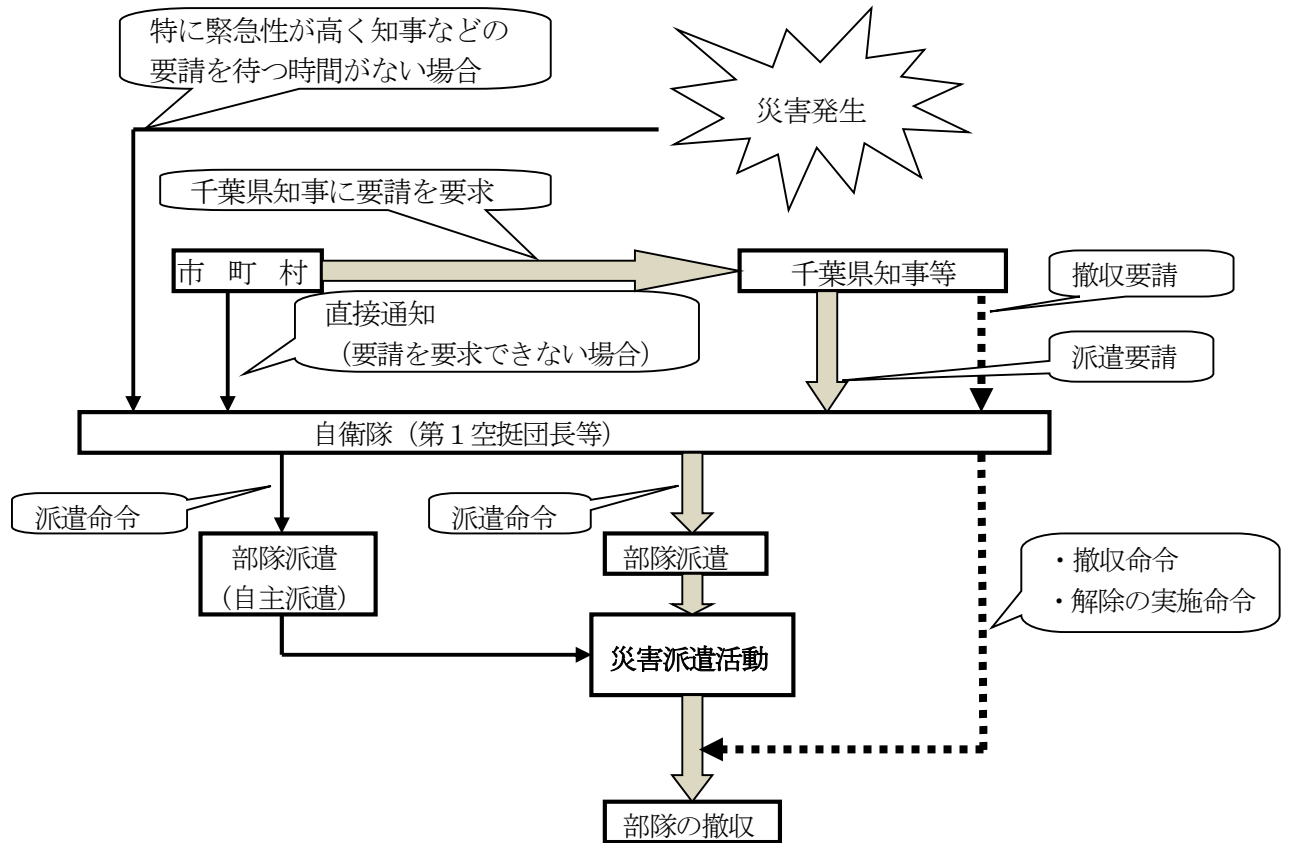 特に緊急性が高く知事などの
要請を待つ時間がない場合
災害発生
千葉県知事に要請を要求
市　町　村
千葉県知事等
撤収要請
直接通知
（要請を要求できない場合）
派遣要請
自衛隊（第１空挺団長等）
派遣命令
派遣命令
部隊派遣
（自主派遣）
部隊派遣
・撤収命令
・解除の実施命令
災害派遣活動
部隊の撤収